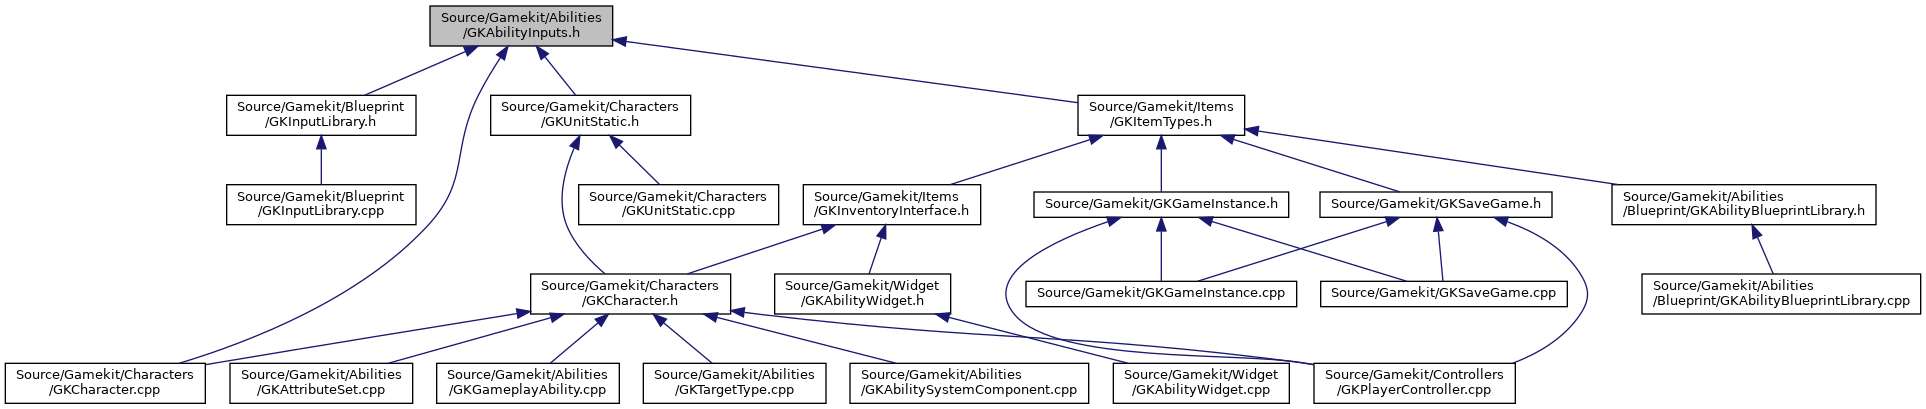 Source/Gamekit/Abilities
/GKAbilityInputs.h
Source/Gamekit/Blueprint
/GKInputLibrary.h
Source/Gamekit/Characters
/GKUnitStatic.h
Source/Gamekit/Items
/GKItemTypes.h
Source/Gamekit/Blueprint
/GKInputLibrary.cpp
Source/Gamekit/Characters
/GKUnitStatic.cpp
Source/Gamekit/Items
/GKInventoryInterface.h
Source/Gamekit/GKGameInstance.h
Source/Gamekit/GKSaveGame.h
Source/Gamekit/Abilities
/Blueprint/GKAbilityBlueprintLibrary.h
Source/Gamekit/Characters
/GKCharacter.h
Source/Gamekit/Widget
/GKAbilityWidget.h
Source/Gamekit/GKGameInstance.cpp
Source/Gamekit/GKSaveGame.cpp
Source/Gamekit/Abilities
/Blueprint/GKAbilityBlueprintLibrary.cpp
Source/Gamekit/Characters
/GKCharacter.cpp
Source/Gamekit/Abilities
/GKAttributeSet.cpp
Source/Gamekit/Abilities
/GKGameplayAbility.cpp
Source/Gamekit/Abilities
/GKTargetType.cpp
Source/Gamekit/Abilities
/GKAbilitySystemComponent.cpp
Source/Gamekit/Widget
/GKAbilityWidget.cpp
Source/Gamekit/Controllers
/GKPlayerController.cpp